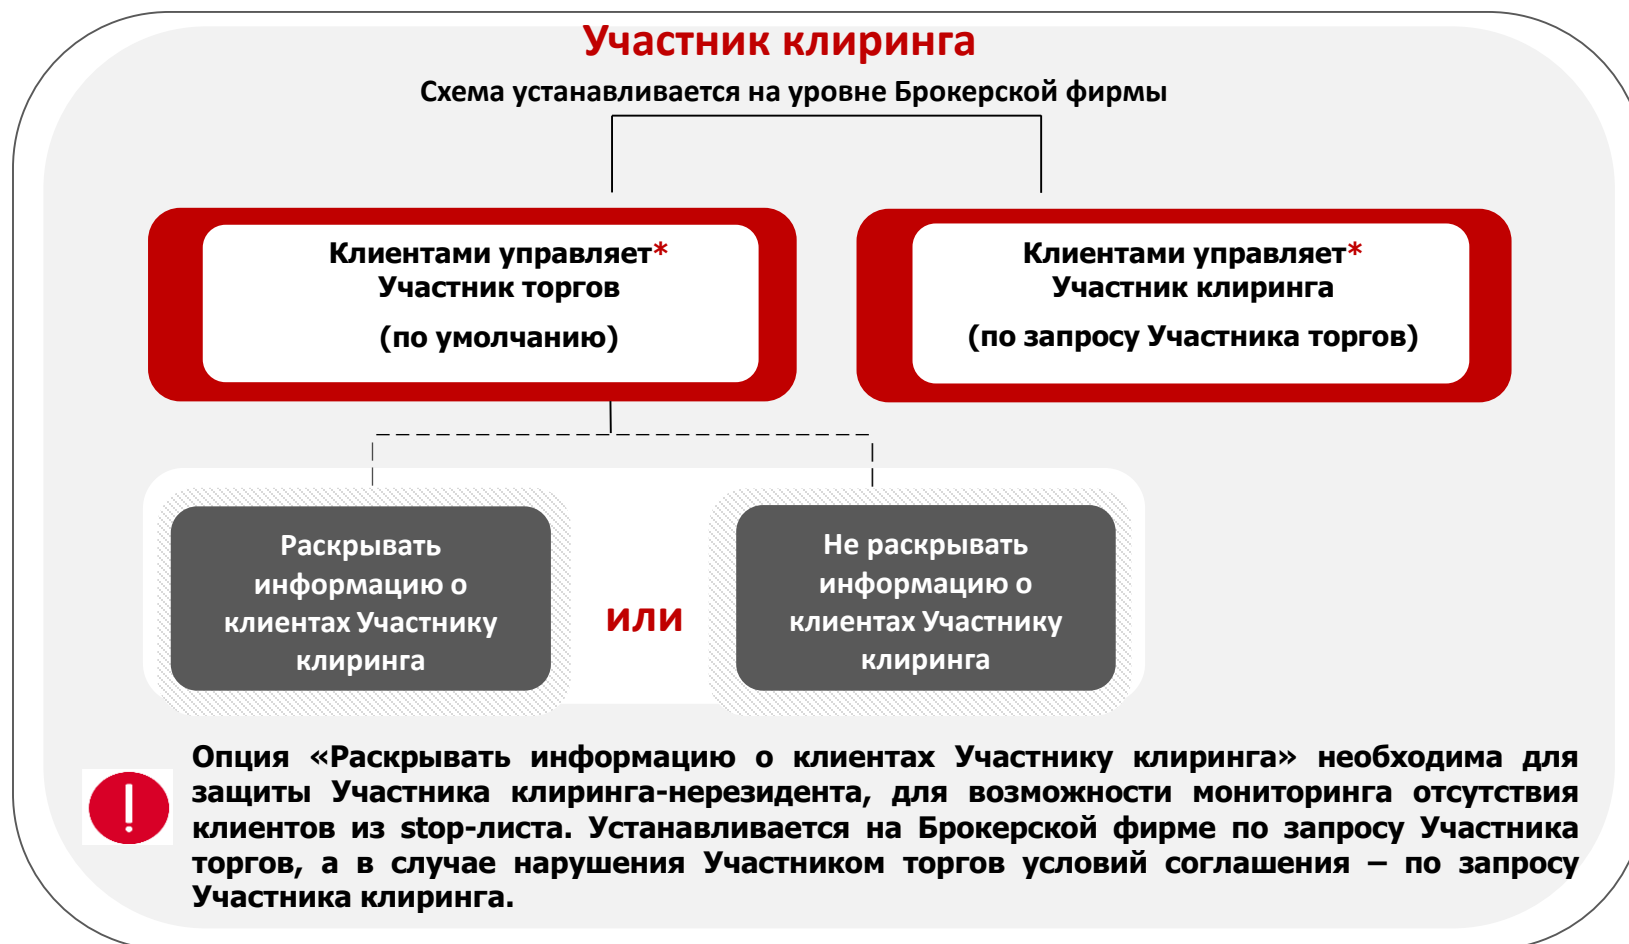 Участник клиринга
Схема устанавливается на уровне Брокерской фирмы
Клиентами управляет*
Участник торгов
(по умолчанию)
Клиентами управляет*
Участник клиринга
(по запросу Участника торгов)
Раскрывать
информацию о
клиентах Участнику
клиринга
или
Не раскрывать
информацию о
клиентах Участнику
клиринга
Опция «Раскрывать информацию о клиентах Участнику клиринга» необходима для
защиты Участника клиринга-нерезидента, для возможности мониторинга отсутствия
клиентов из stop-листа. Устанавливается на Брокерской фирме по запросу Участника
торгов, а в случае нарушения Участником торгов условий соглашения – по запросу
Участника клиринга.